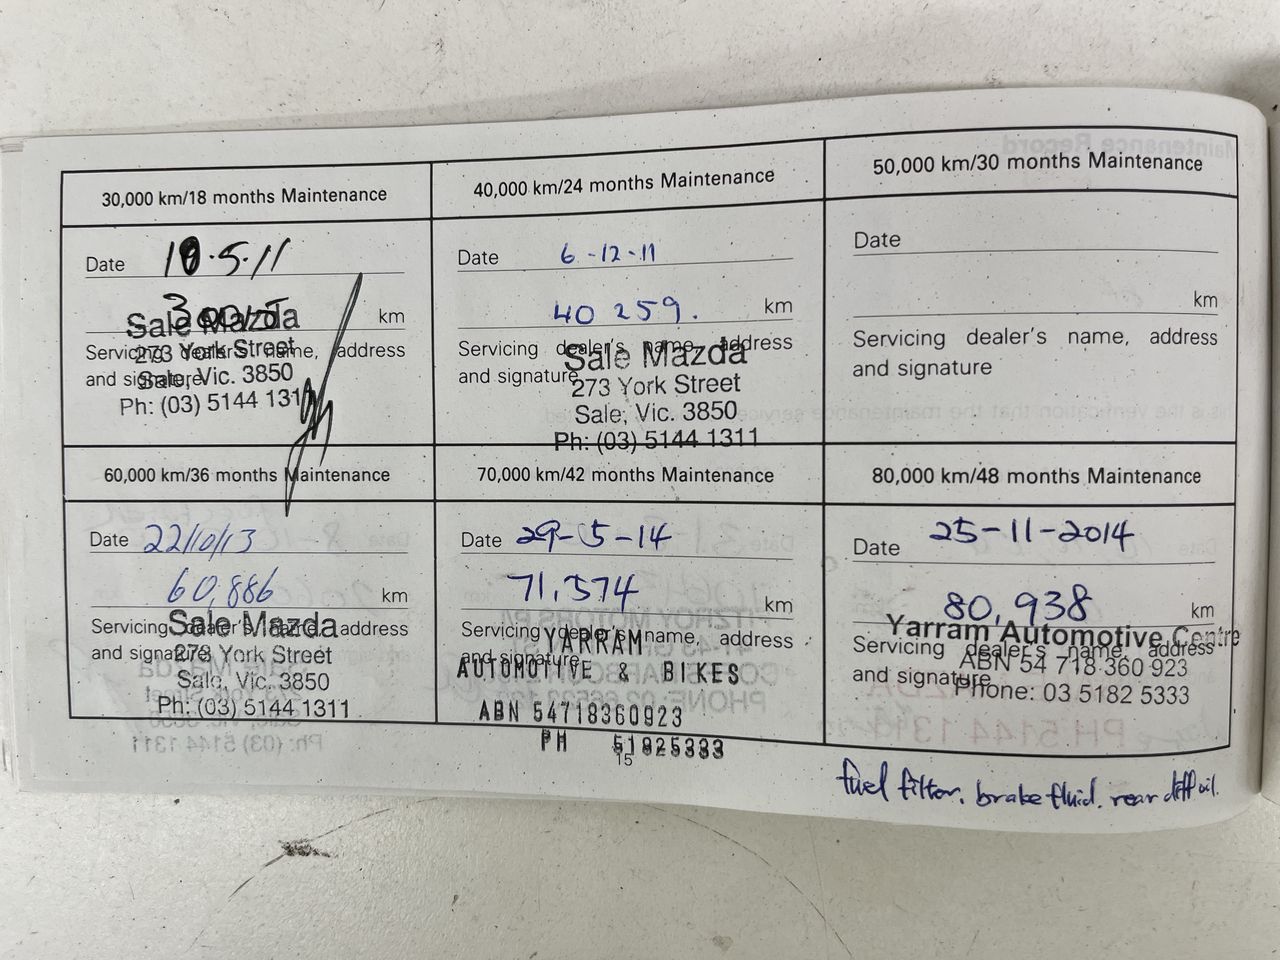 30,000 km/18 months Maintenance
Date 10.5.11
30015 km
Servicing dealer's name, address
and signature
Sale Mazda
273 York Street
Sale, Vic. 3850
Ph: (03) 5144 1311
40,000 km/24 months Maintenance
Date 6-12-11
40 259. km
Servicing dealer's name, address
and signature
Sale Mazda
273 York Street
Sale, Vic. 3850
Ph: (03) 5144 1311
50,000 km/30 months Maintenance
Date
km
Servicing dealer's name, address
and signature
60,000 km/36 months Maintenance
Date 22/10/13
60,886 km
Servicing dealer's name, address
and signature
Sale Mazda
273 York Street
Sale, Vic. 3850
Ph: (03) 5144 1311
70,000 km/42 months Maintenance
Date 29-5-14
71,574 km
Servicing dealer's name, address
and signature
YARRAM
AUTOMOTIVE & BIKES
ABN 54718360923
PH 51825333
80,000 km/48 months Maintenance
Date 25-11-2014
80,938 km
Servicing dealer's name, address
and signature
Yarram Automotive Centre
ABN 54 718 360 923
Phone: 03 5182 5333
15
fuel filter, brake fluid, rear diff oil.